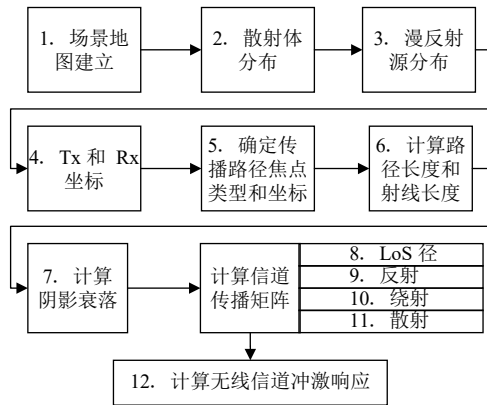 1. 场景地
图建立
2. 散射体
分布
3. 漫反射
源分布
4. Tx 和 Rx
坐标
5. 确定传
播路径焦点
类型和坐标
6. 计算路
径长度和
射线长度
7. 计算
阴影衰落
计算信道
传播矩阵
8. LoS 径
9. 反射
10. 绕射
11. 散射
12. 计算无线信道冲激响应